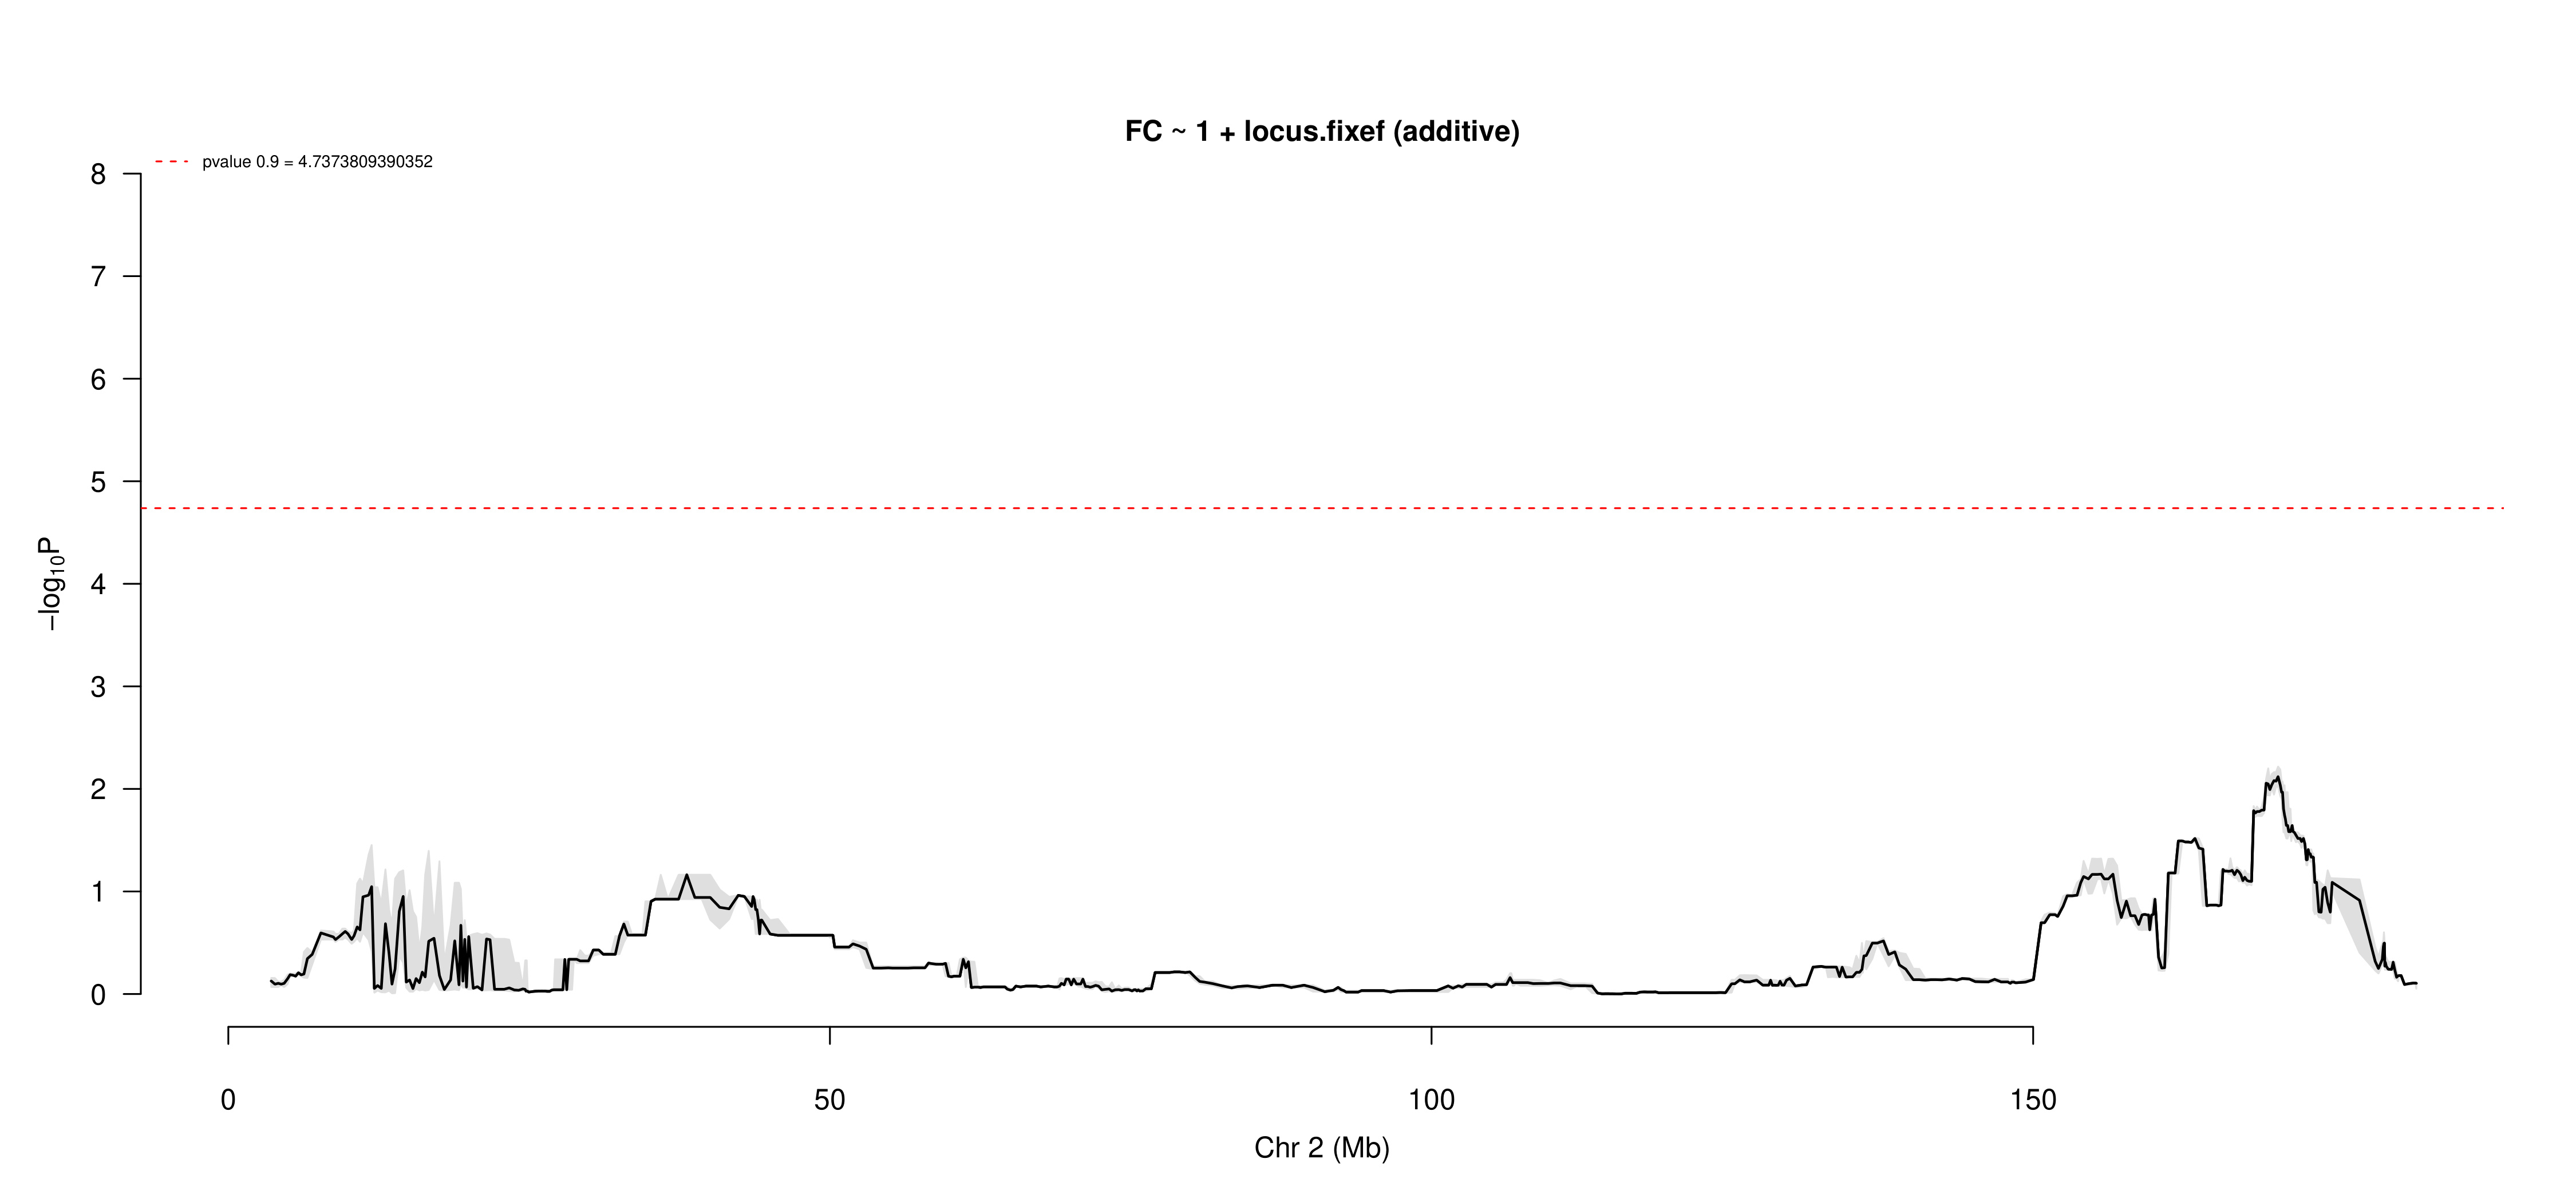 FC ~ 1 + locus.fixef (additive)
pvalue 0.9 = 4.7373809390352
8
7
6
5
4
3
2
1
0
−log10P
0 50 100 150
Chr 2 (Mb)